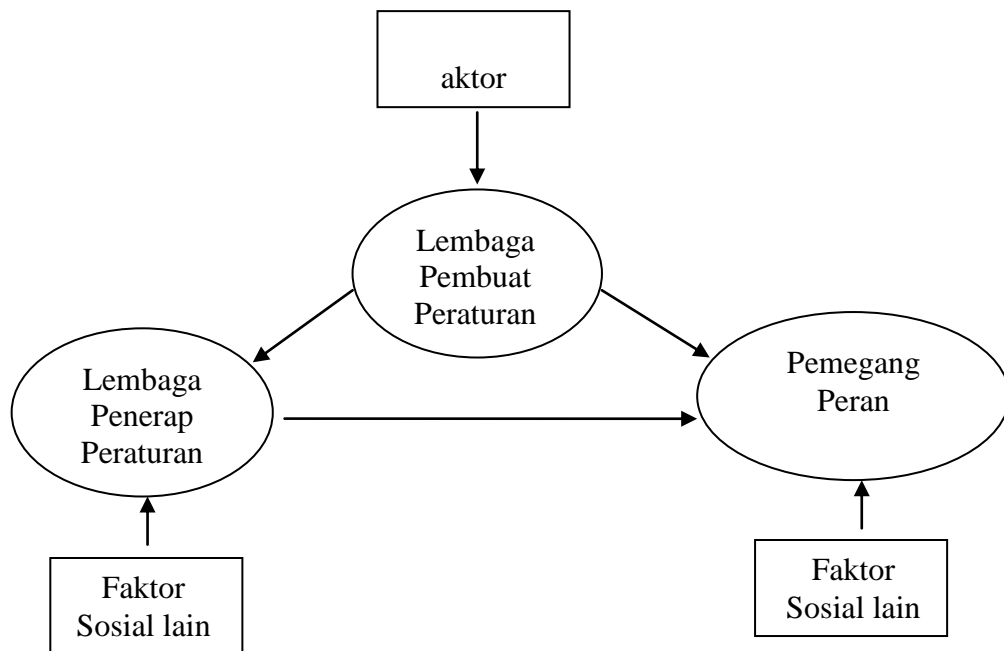 aktor
Lembaga
Pembuat
Peraturan
Lembaga
Penerap
Peraturan
Pemegang
Peran
Faktor
Sosial lain
Faktor
Sosial lain